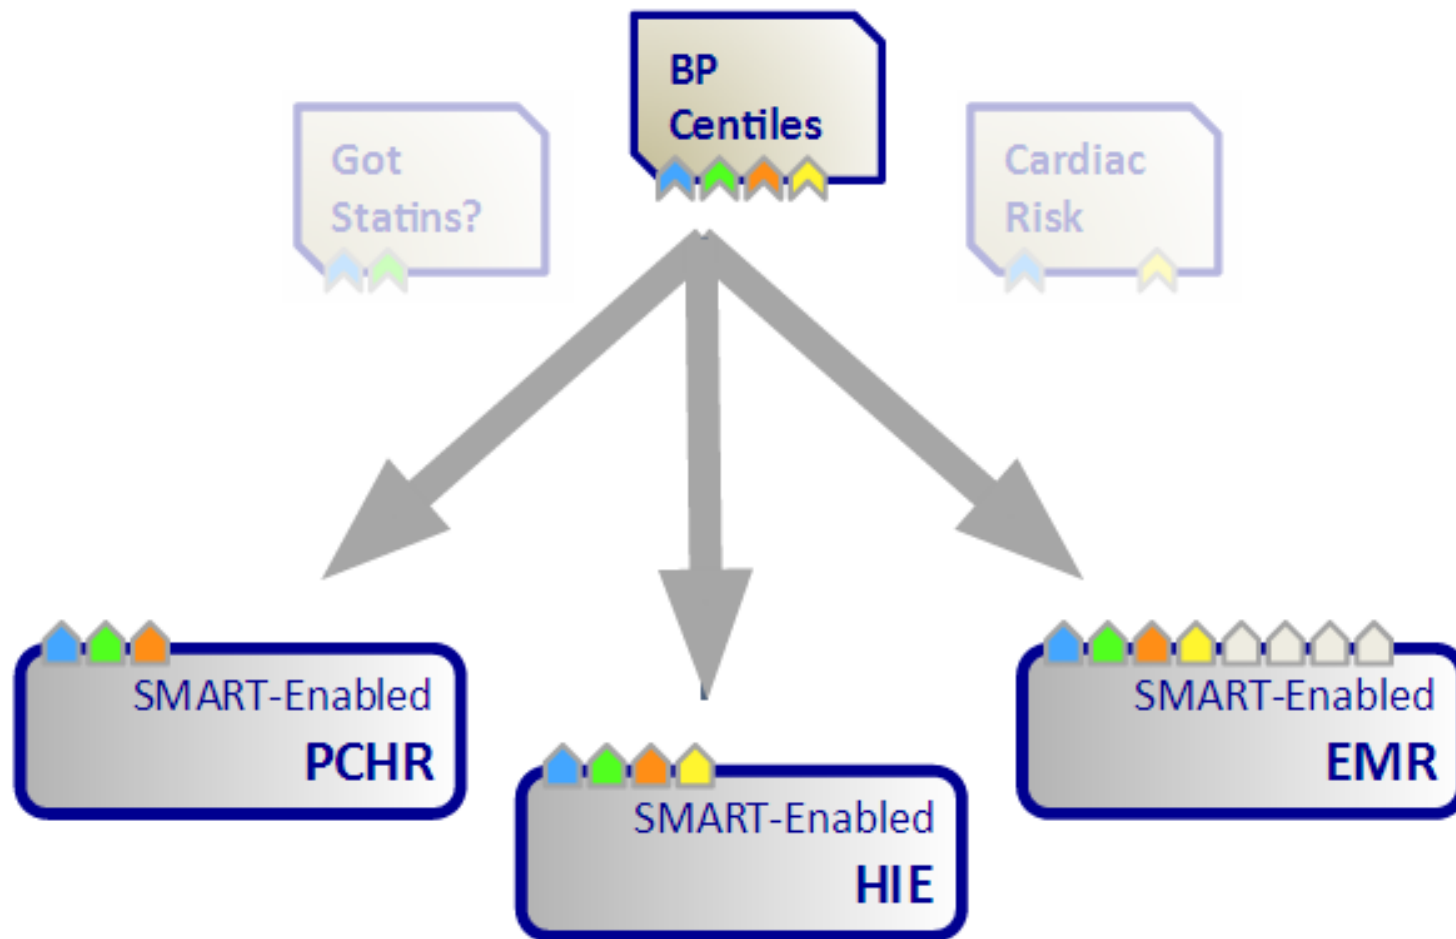 BP
Centiles
Got
Statins?
Cardiac
Risk
SMART-Enabled
PCHR
SMART-Enabled
HIE
SMART-Enabled
EMR